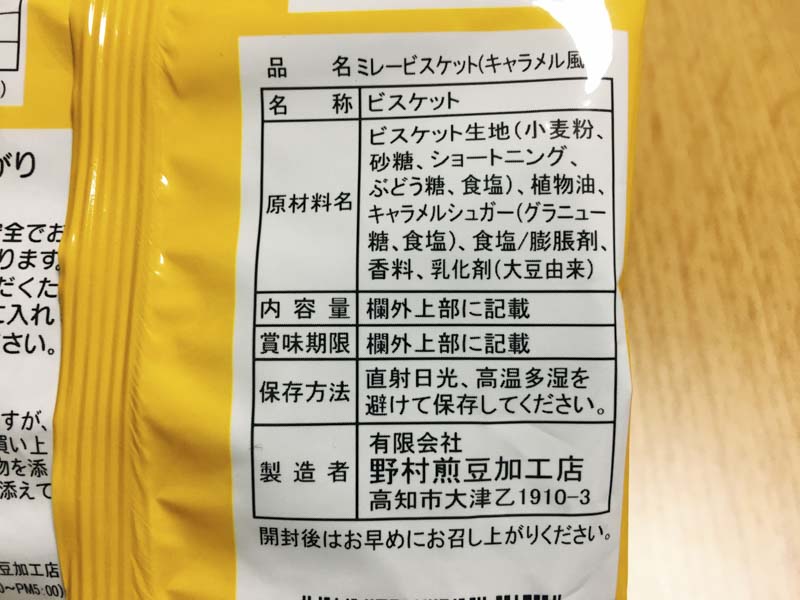 品名 ミレービスケット(キャラメル風
名称 ビスケット
原材料名 ビスケット生地(小麦粉、
砂糖、ショートニング、
ぶどう糖、食塩)、植物油、
キャラメルシュガー(グラニュー
糖、食塩)、食塩/膨脹剤、
香料、乳化剤(大豆由来)
内容量 欄外上部に記載
賞味期限 欄外上部に記載
保存方法 直射日光、高温多湿を
避けて保存してください。
製造者 有限会社
野村煎豆加工店
高知市大津乙1910-3
開封後はお早めにお召し上がりください。
がり
全でお
ります。
だくた
に入れ
さい。
すが、
買い上
物を添
添えて
豆加工店
～PM5:00)